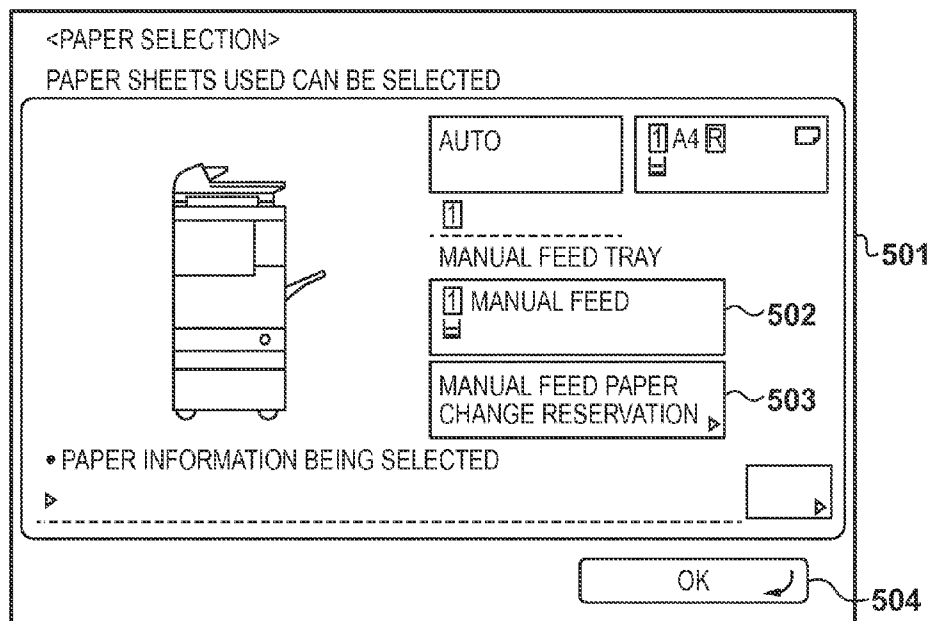 <PAPER SELECTION>
PAPER SHEETS USED CAN BE SELECTED
AUTO
1 A4 R
1
MANUAL FEED TRAY
501
1 MANUAL FEED
502
MANUAL FEED PAPER
CHANGE RESERVATION
503
• PAPER INFORMATION BEING SELECTED
OK
504